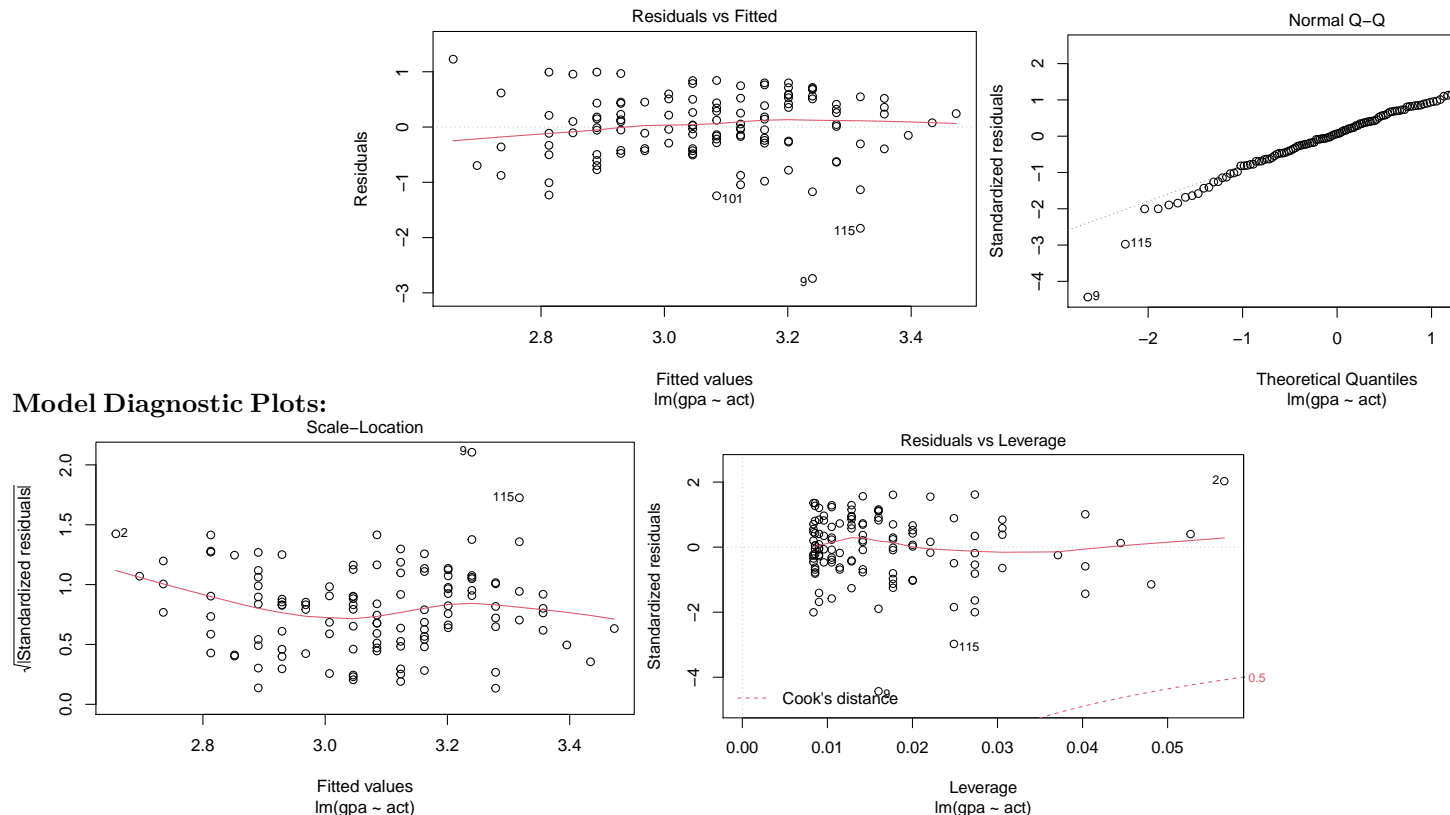 Residuals vs Fitted
Residuals
1
0
−1
−2
−3
101
115
9
2.8
3.0
3.2
3.4
Fitted values
lm(gpa ~ act)
Normal Q−Q
Standardized residuals
2
1
0
−1
−2
−3
−4
115
9
−2
−1
0
1
Theoretical Quantiles
lm(gpa ~ act)
Model Diagnostic Plots:
Scale−Location
√|Standardized residuals|
2.0
1.5
1.0
0.5
0.0
9
115
2
2.8
3.0
3.2
3.4
Fitted values
lm(gpa ~ act)
Residuals vs Leverage
Standardized residuals
2
0
−2
−4
2
115
9
Cook's distance
0.5
0.00
0.01
0.02
0.03
0.04
0.05
Leverage
lm(gpa ~ act)